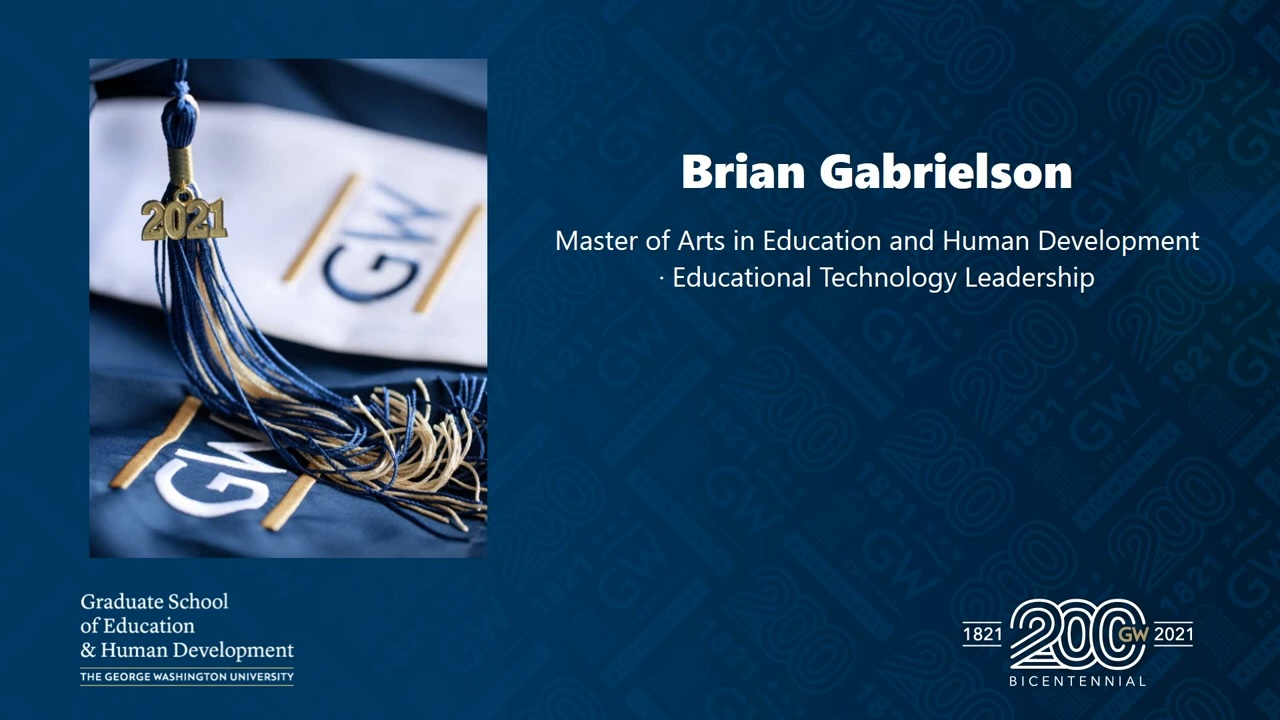 2021
GW
GW
Brian Gabrielson
Master of Arts in Education and Human Development
· Educational Technology Leadership
Graduate School
of Education
& Human Development
THE GEORGE WASHINGTON UNIVERSITY
1821 200 GW 2021
BICENTENNIAL